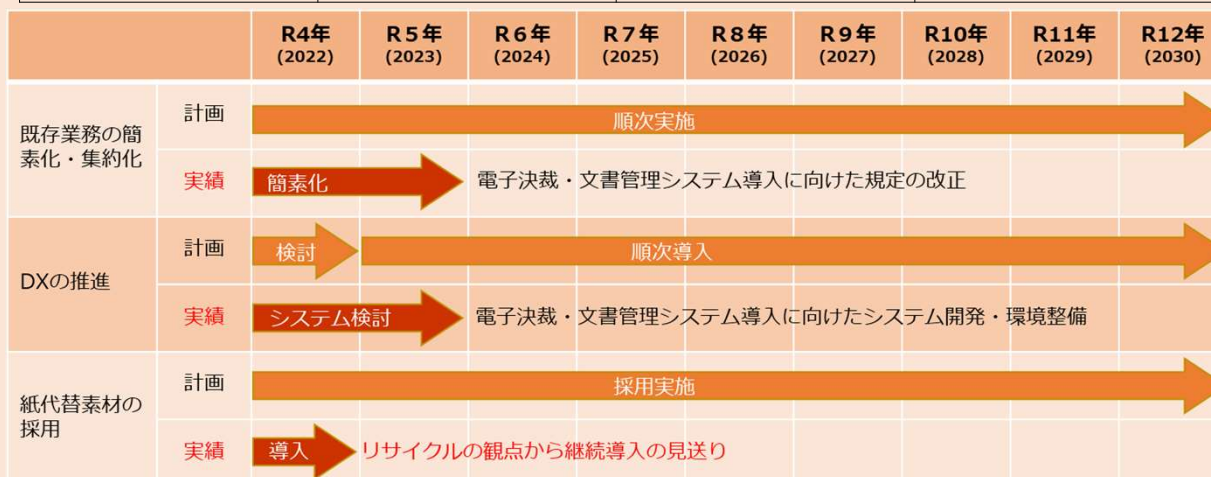 R4年 R5年 R6年 R7年 R8年 R9年 R10年 R11年 R12年
(2022) (2023) (2024) (2025) (2026) (2027) (2028) (2029) (2030)
既存業務の簡
素化・集約化
計画
順次実施
実績
簡素化
電子決裁・文書管理システム導入に向けた規定の改正
DXの推進
計画
検討
順次導入
実績
システム検討
電子決裁・文書管理システム導入に向けたシステム開発・環境整備
紙代替素材の
採用
計画
採用実施
実績
導入
リサイクルの観点から継続導入の見送り